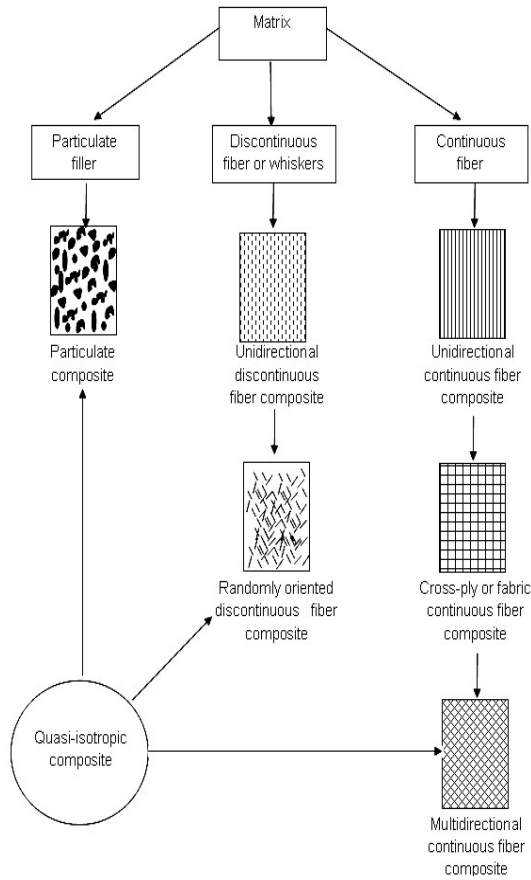 Matrix
Particulate
filler
Discontinuous
fiber or whiskers
Continuous
fiber
Particulate
composite
Unidirectional
discontinuous
fiber composite
Unidirectional
continuous fiber
composite
Randomly oriented
discontinuous fiber
composite
Cross-ply or fabric
continuous fiber
composite
Quasi-isotropic
composite
Multidirectional
continuous fiber
composite